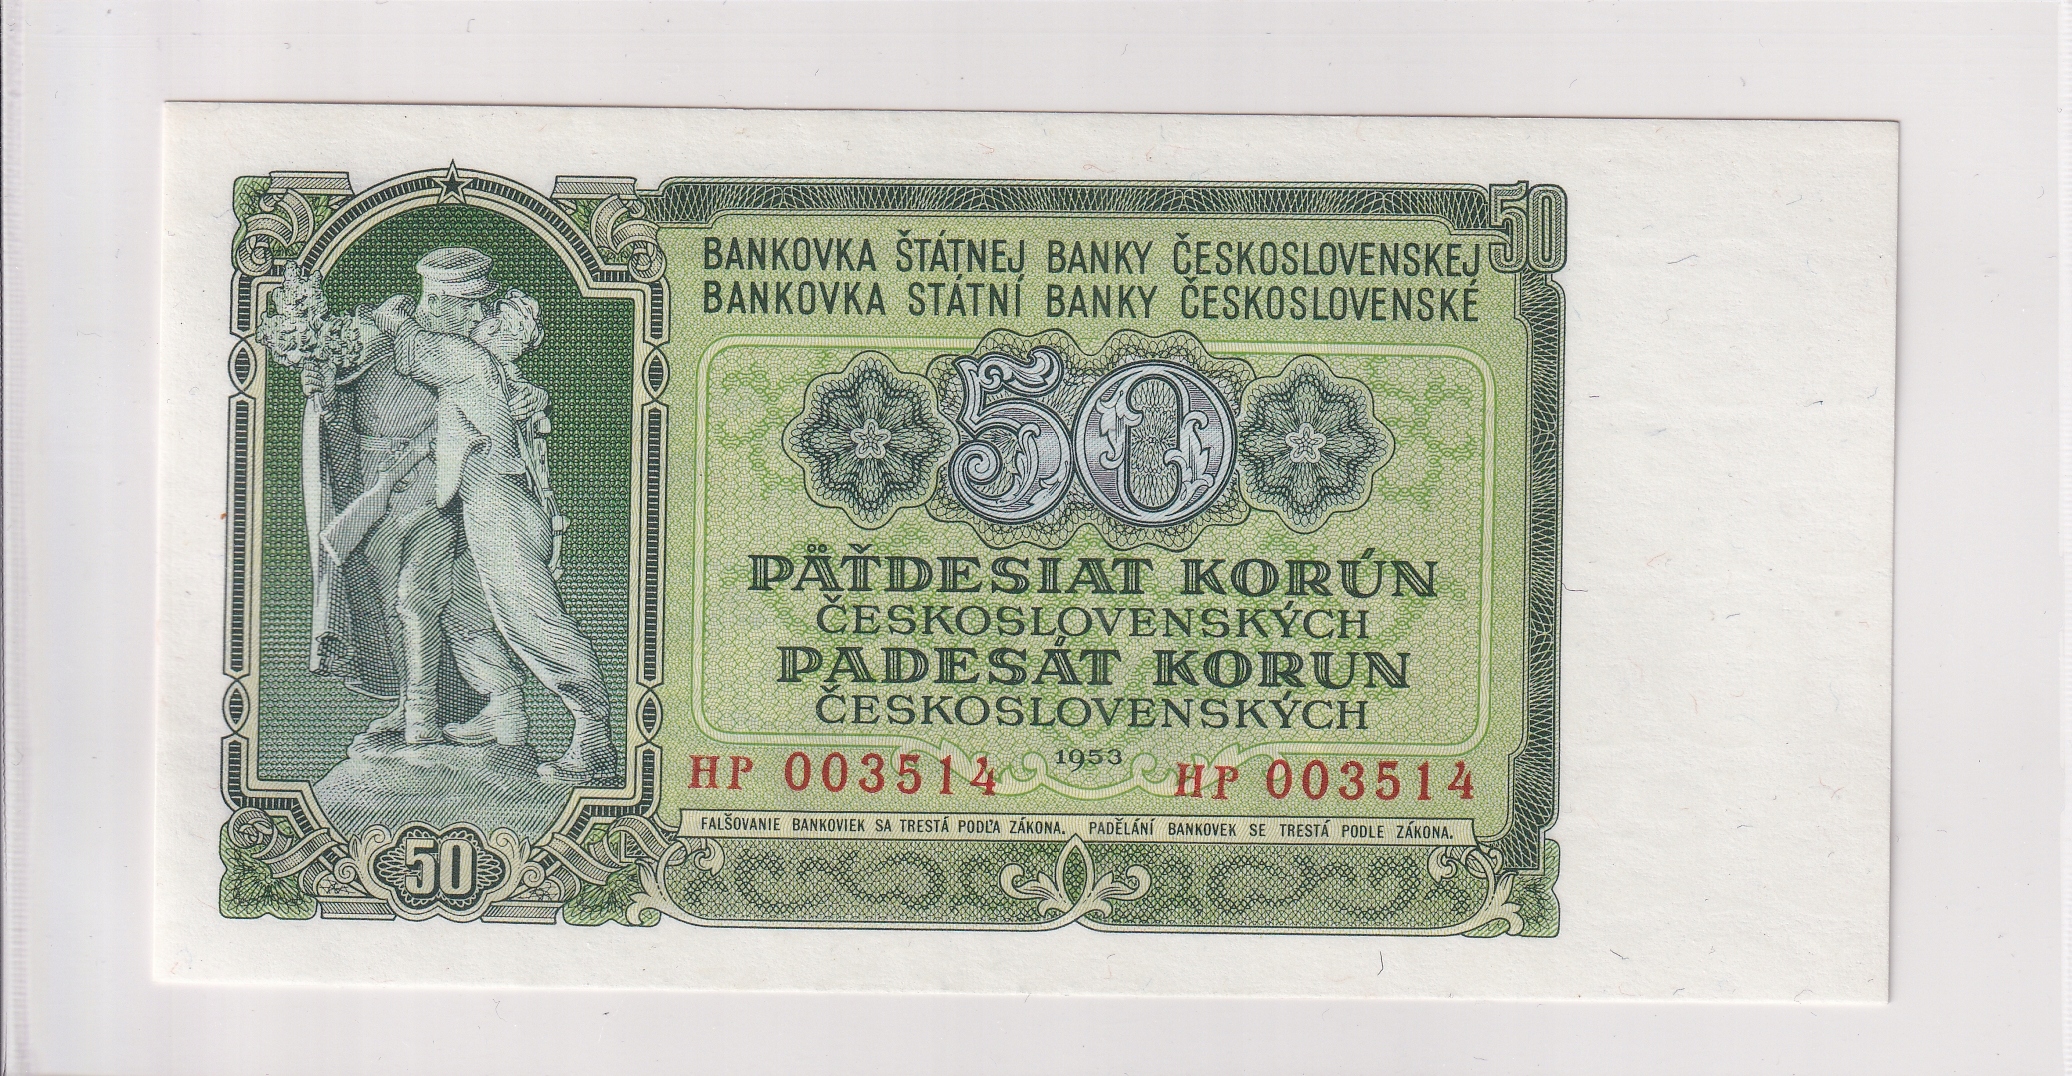 50
BANKOVKA ŠTÁTNEJ BANKY ČESKOSLOVENSKEJ
BANKOVKA STÁTNÍ BANKY ČESKOSLOVENSKÉ
50
PÄŤDESIAT KORÚN
ČESKOSLOVENSKÝCH
PADESÁT KORUN
ČESKOSLOVENSKÝCH
1953
HP 003514 HP 003514
FALŠOVANIE BANKOVIEK SA TRESTÁ PODĽA ZÁKONA. PADĚLÁNÍ BANKOVEK SE TRESTÁ PODLE ZÁKONA.
50